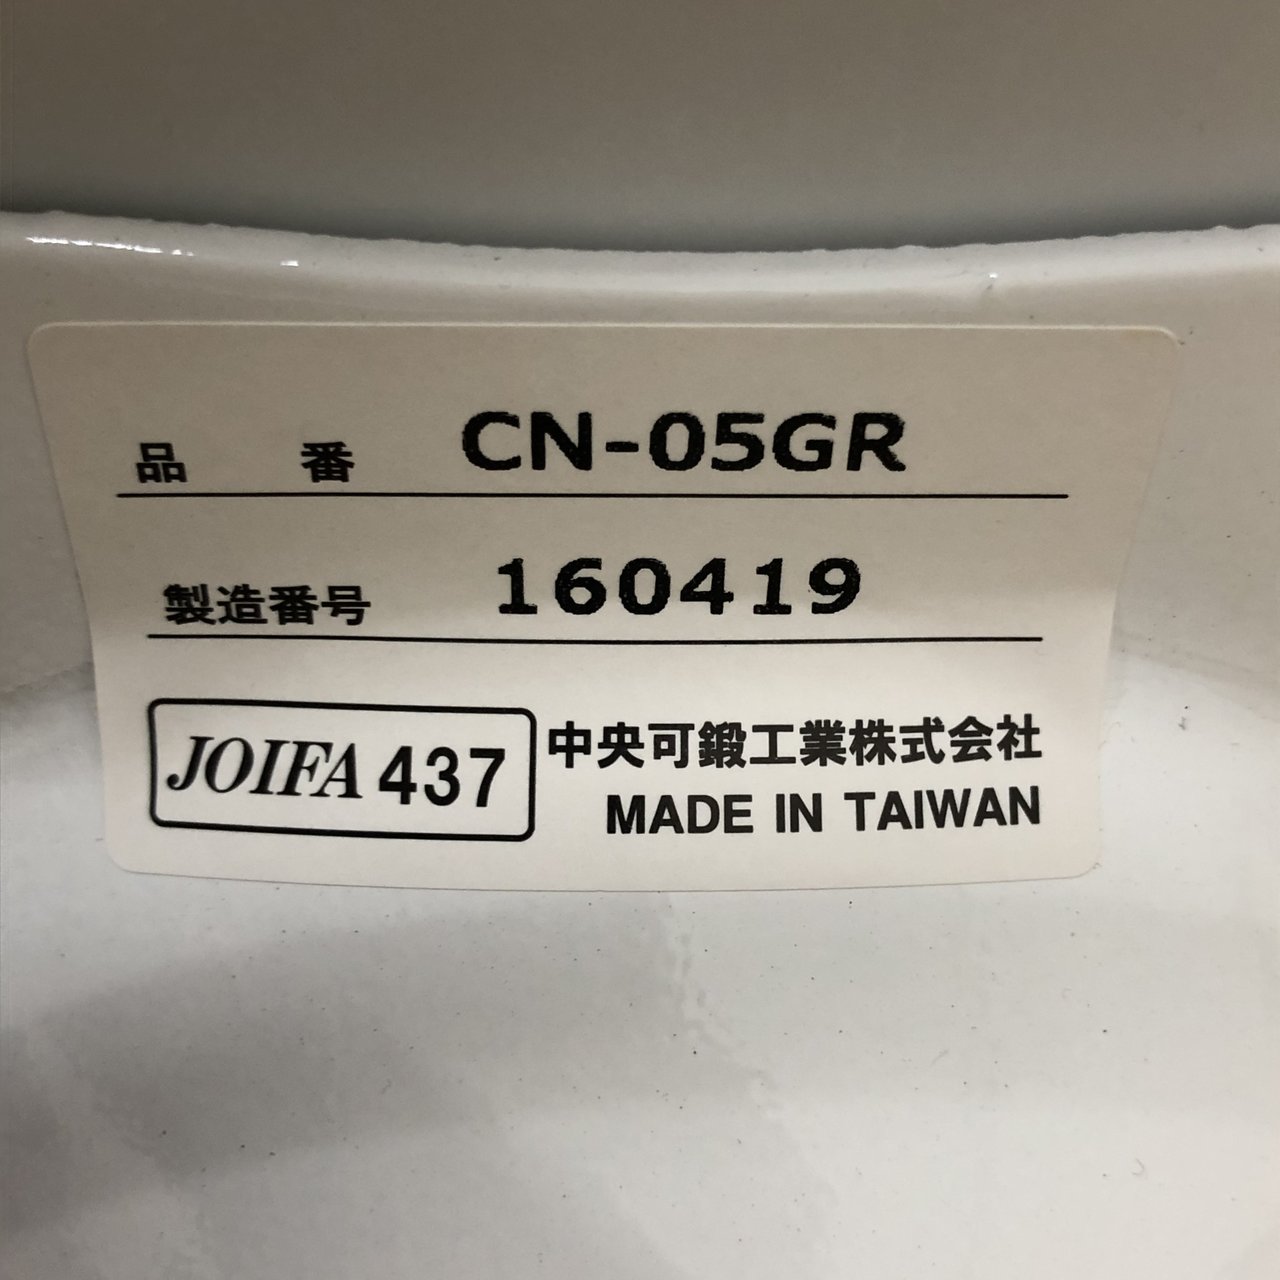 品　番 CN-05GR
製造番号 160419
JOIFA 437 中央可鍛工業株式会社
MADE IN TAIWAN